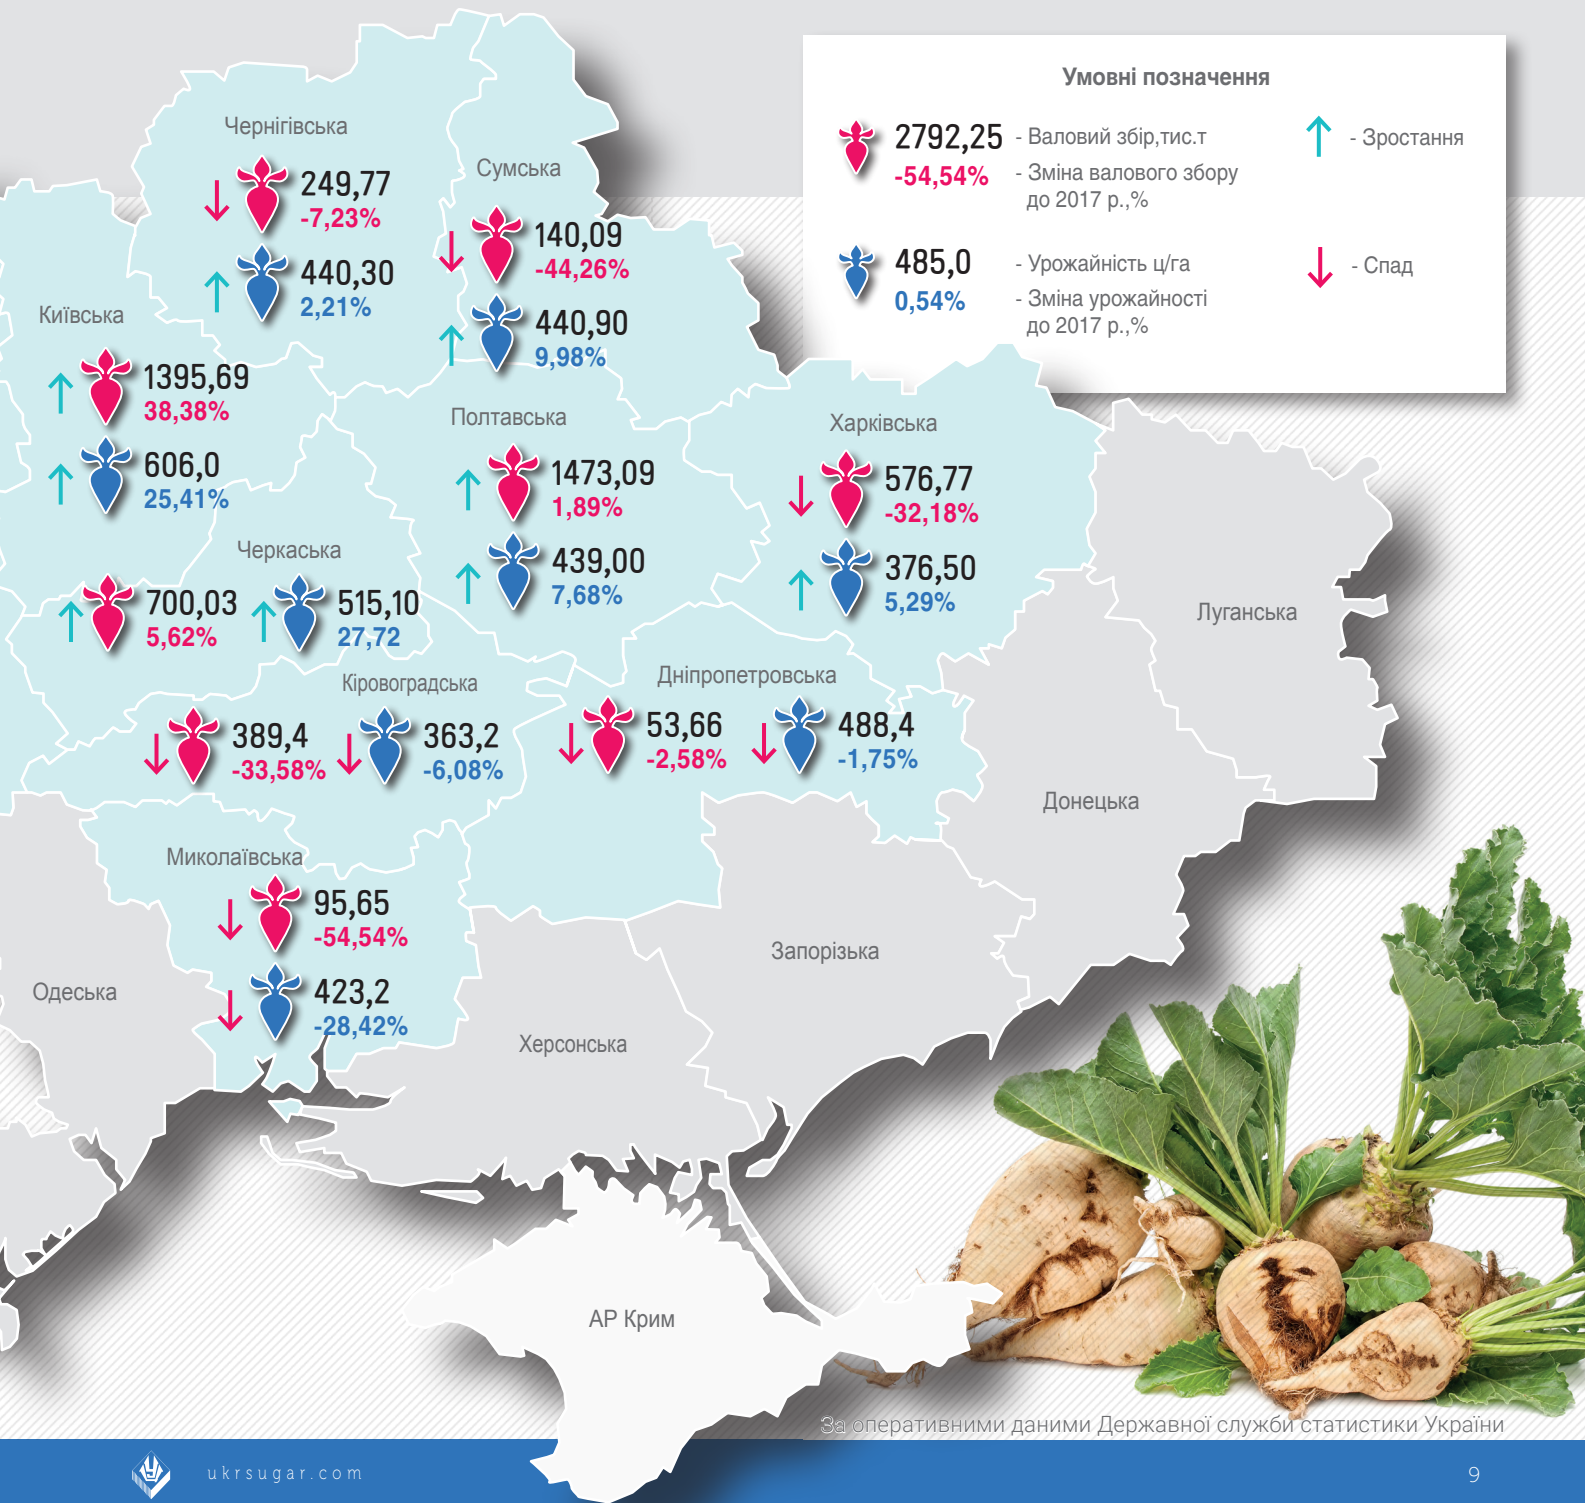 Умовні позначення
2792,25 - Валовий збір,тис.т
-54,54% - Зміна валового збору
до 2017 р.,%
- Зростання
485,0 - Урожайність ц/га
0,54% - Зміна урожайності
до 2017 р.,%
- Спад
Чернігівська
249,77
-7,23%
440,30
2,21%
Сумська
140,09
-44,26%
440,90
9,98%
Київська
1395,69
38,38%
606,0
25,41%
Полтавська
1473,09
1,89%
439,00
7,68%
Харківська
576,77
-32,18%
376,50
5,29%
Черкаська
700,03 515,10
5,62% 27,72
Луганська
Кіровоградська
389,4 363,2
-33,58% -6,08%
Дніпропетровська
53,66 488,4
-2,58% -1,75%
Донецька
Миколаївська
95,65
-54,54%
423,2
-28,42%
Запорізька
Одеська
Херсонська
АР Крим
За оперативними даними Державної служби статистики України
ukrsugar.com
9